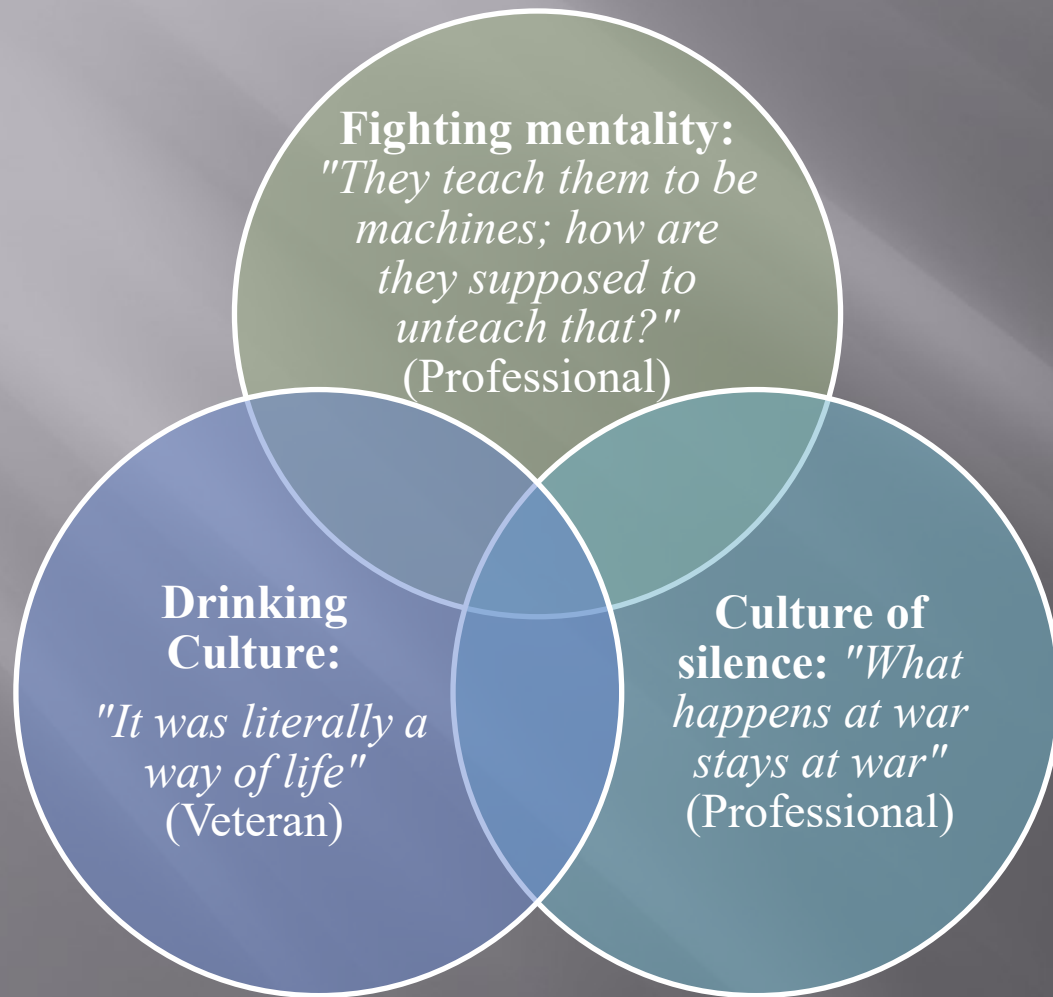 Fighting mentality:
"They teach them to be
machines; how are
they supposed to
unteach that?"
(Professional)
Drinking
Culture:
"It was literally a
way of life"
(Veteran)
Culture of
silence: "What
happens at war
stays at war"
(Professional)